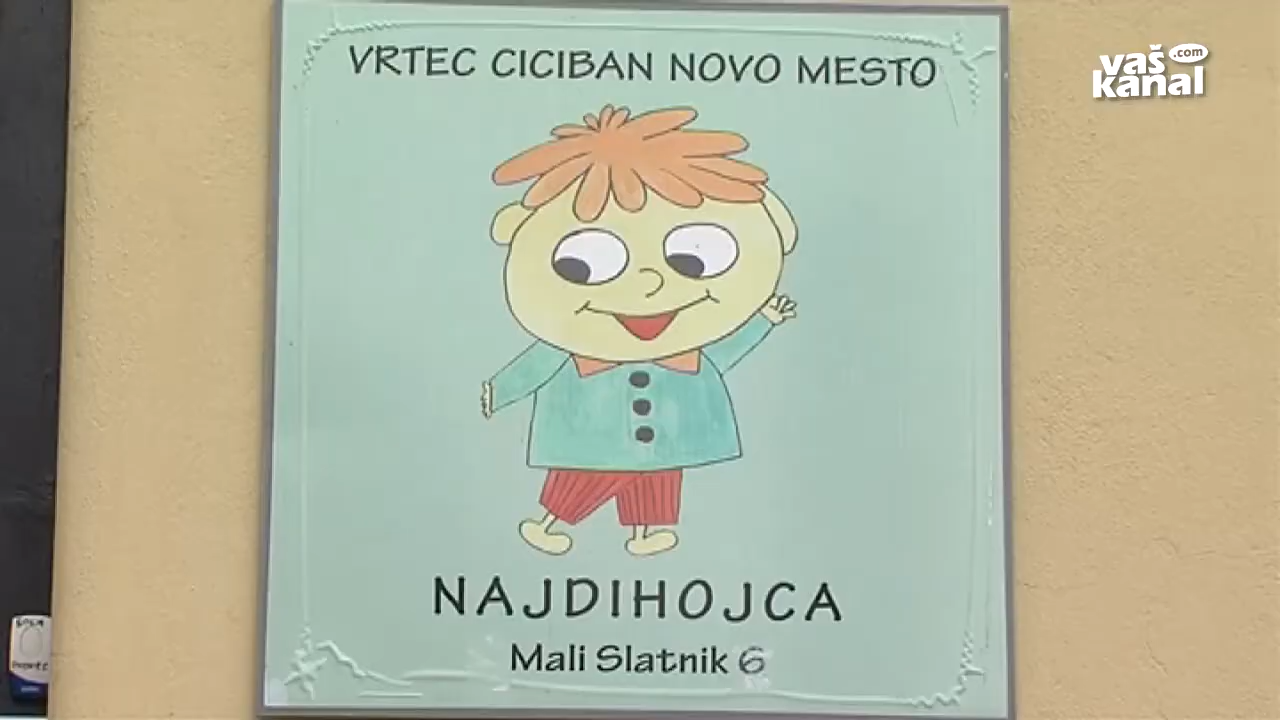 VRTEC CICIBAN NOVO MESTO
vaš
.com
kanal
NAJDIHOJCA
Mali Slatnik 6